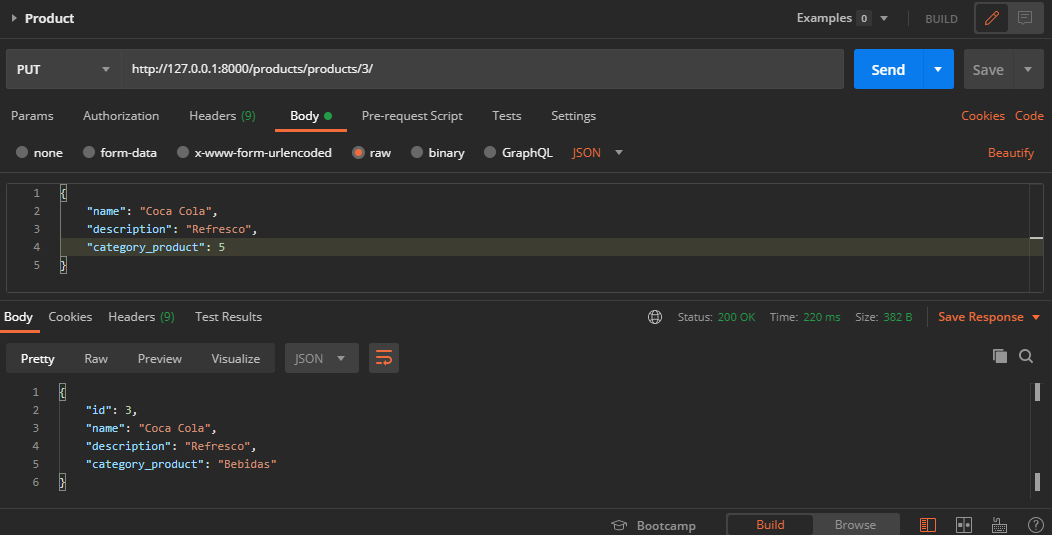 Product Examples 0 BUILD
PUT http://127.0.0.1:8000/products/products/3/ Send Save
Params Authorization Headers (9) Body Pre-request Script Tests Settings Cookies Code
none form-data x-www-form-urlencoded raw binary GraphQL JSON Beautify
1 {
2 "name": "Coca Cola",
3 "description": "Refresco",
4 "category_product": 5
5 }
Body Cookies Headers (9) Test Results Status: 200 OK Time: 220 ms Size: 382 B Save Response
Pretty Raw Preview Visualize JSON
1 {
2 "id": 3,
3 "name": "Coca Cola",
4 "description": "Refresco",
5 "category_product": "Bebidas"
6 }
Bootcamp Build Browse ?